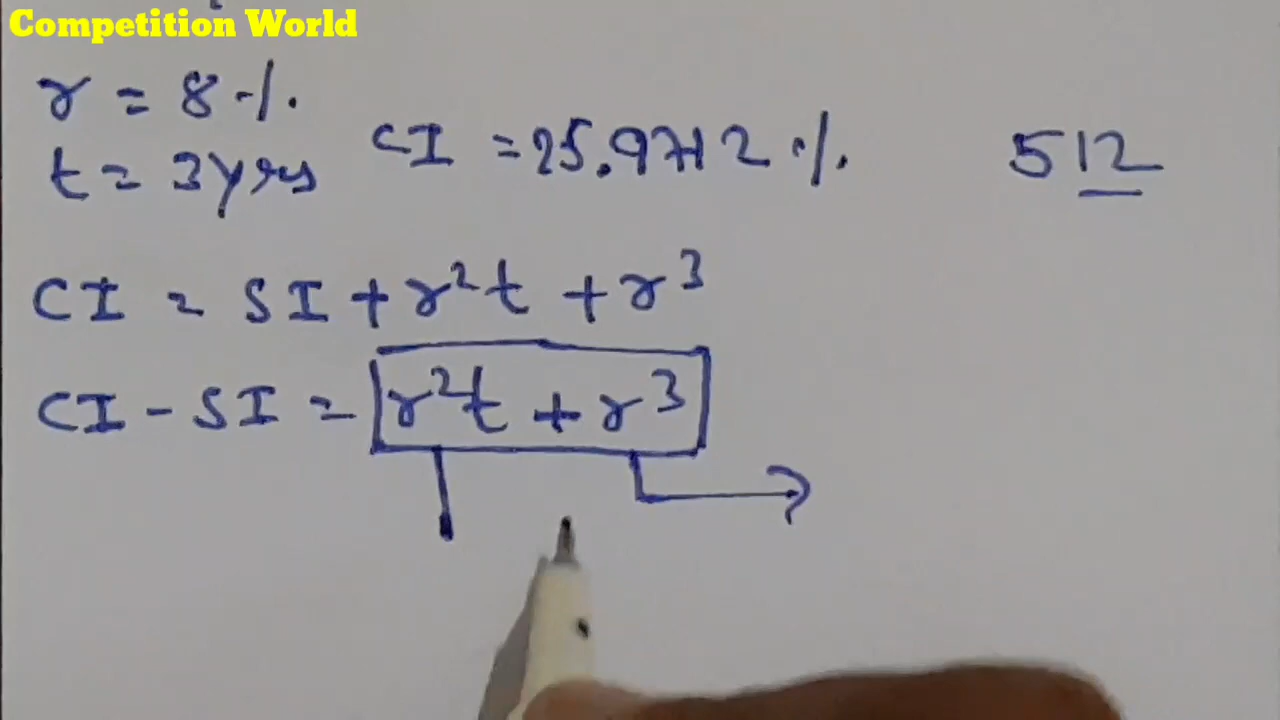 Competition World
r = 8 %.
t = 3yrs
CI = 25.9712 %.
512
CI = SI + r²t + r³
CI - SI = r²t + r³